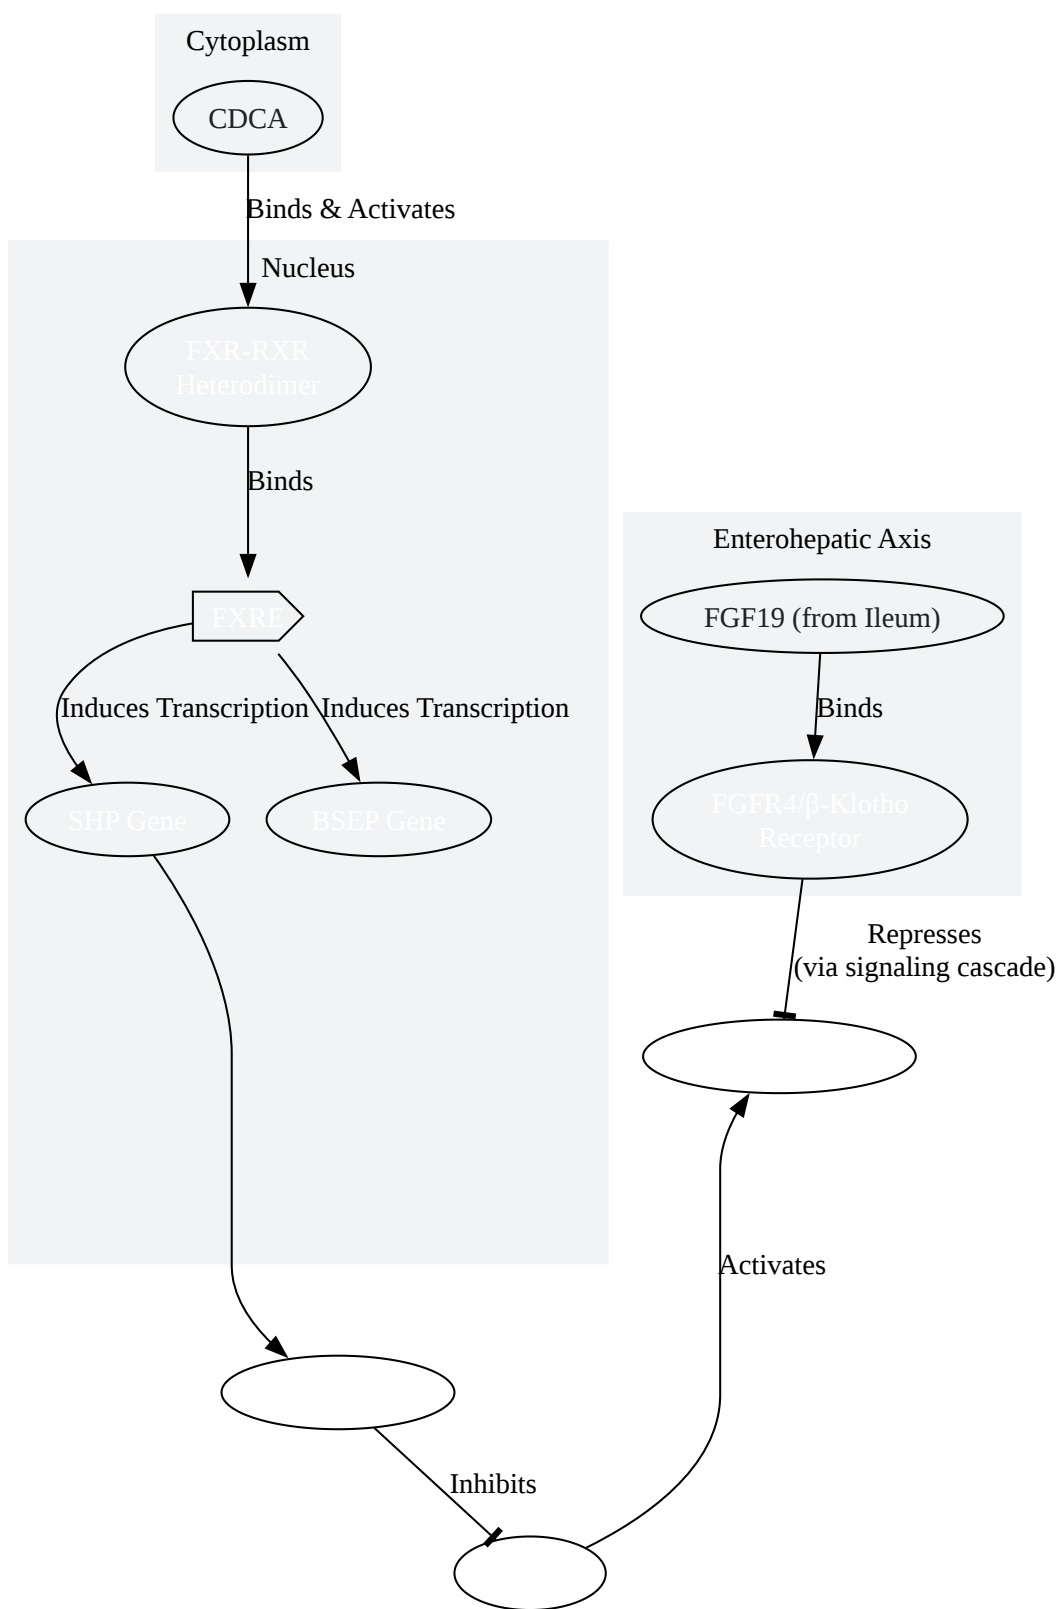 Cytoplasm
CDCA
Binds & Activates
Nucleus
FXR-RXR
Heterodimer
Binds
FXRE
Induces Transcription
Induces Transcription
SHP Gene
BSEP Gene
Enterohepatic Axis
FGF19 (from Ileum)
Binds
FGFR4/β-Klotho
Receptor
Represses
(via signaling cascade)
Activates
Inhibits